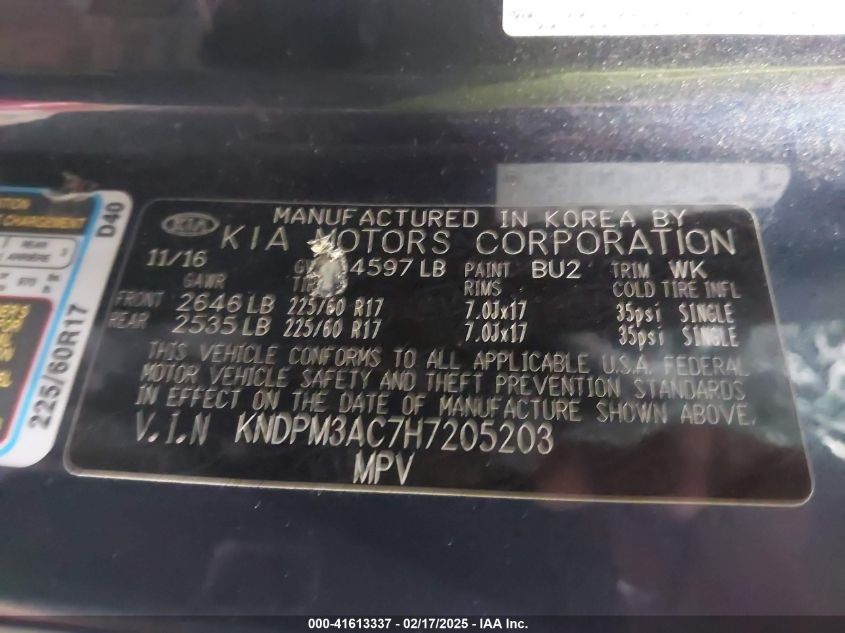 KIA
MANUFACTURED IN KOREA BY
KIA MOTORS CORPORATION
11/16 4597 LB PAINT BU2 TRIM WK
GAWR RIMS COLD TIRE INFL
FRONT 2646 LB 225/60 R17 7.0Jx17 35psi SINGLE
REAR 2535 LB 225/60 R17 7.0Jx17 35psi SINGLE
THIS VEHICLE CONFORMS TO ALL APPLICABLE U.S.A. FEDERAL
MOTOR VEHICLE SAFETY AND THEFT PREVENTION STANDARDS
IN EFFECT ON THE DATE OF MANUFACTURE SHOWN ABOVE.
V.I.N KNDPM3AC7H7205203
MPV
D40
REAR
ARRIÈRE
225/60R17
000-41613337 - 02/17/2025 - IAA Inc.